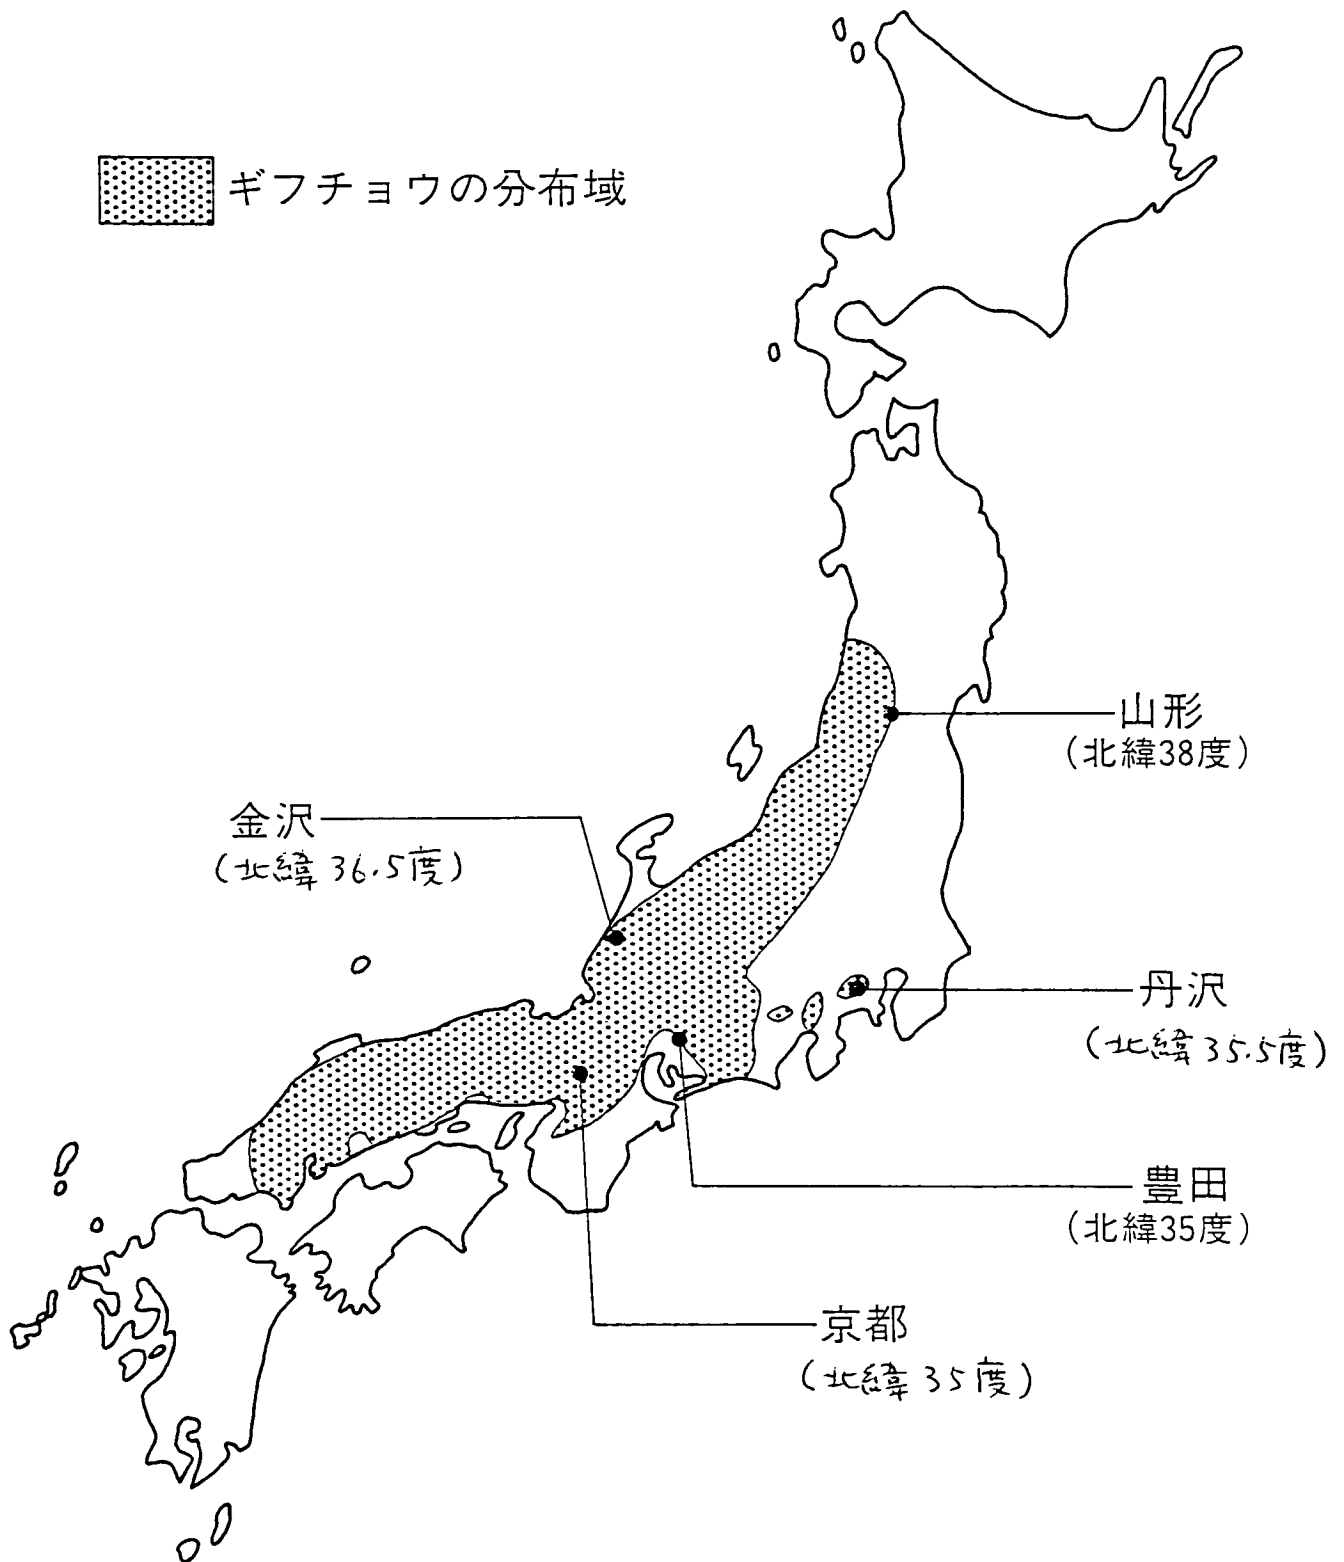 ギフチョウの分布域
山形
(北緯38度)
金沢
(北緯36.5度)
丹沢
(北緯35.5度)
豊田
(北緯35度)
京都
(北緯35度)